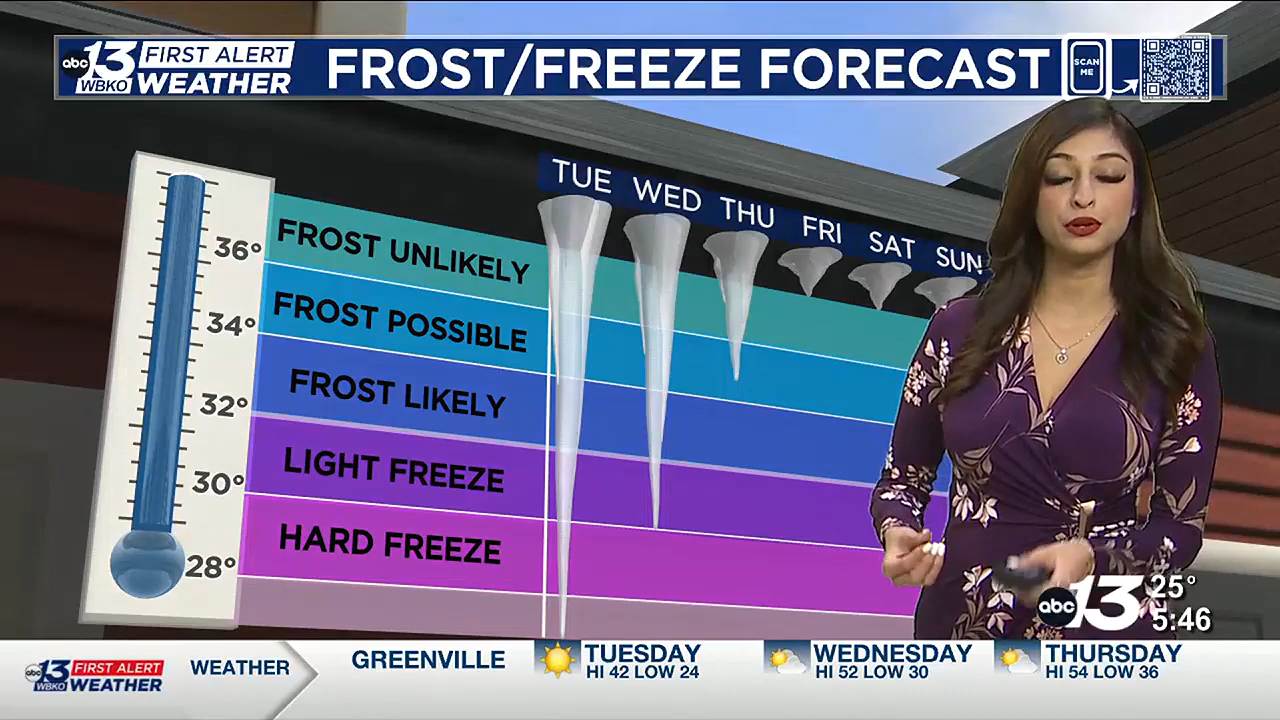 abc 13 WBKO FIRST ALERT WEATHER
FROST/FREEZE FORECAST
SCAN ME
TUE WED THU FRI SAT SUN
36° FROST UNLIKELY
34° FROST POSSIBLE
32° FROST LIKELY
30° LIGHT FREEZE
28° HARD FREEZE
abc 13 25°
5:46
abc 13 WBKO FIRST ALERT WEATHER
WEATHER
GREENVILLE
TUESDAY
HI 42 LOW 24
WEDNESDAY
HI 52 LOW 30
THURSDAY
HI 54 LOW 36